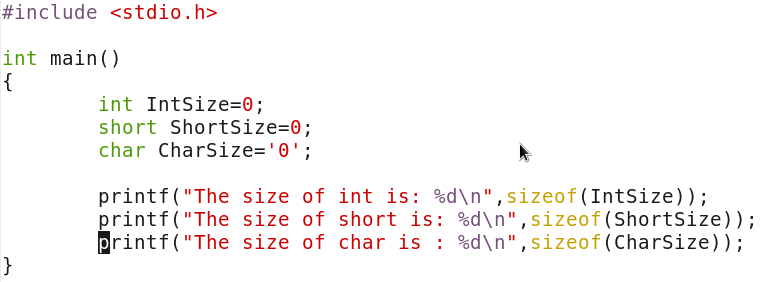 #include <stdio.h>

int main()
{
        int IntSize=0;
        short ShortSize=0;
        char CharSize='0';

        printf("The size of int is: %d\n",sizeof(IntSize));
        printf("The size of short is: %d\n",sizeof(ShortSize));
        printf("The size of char is : %d\n",sizeof(CharSize));
}